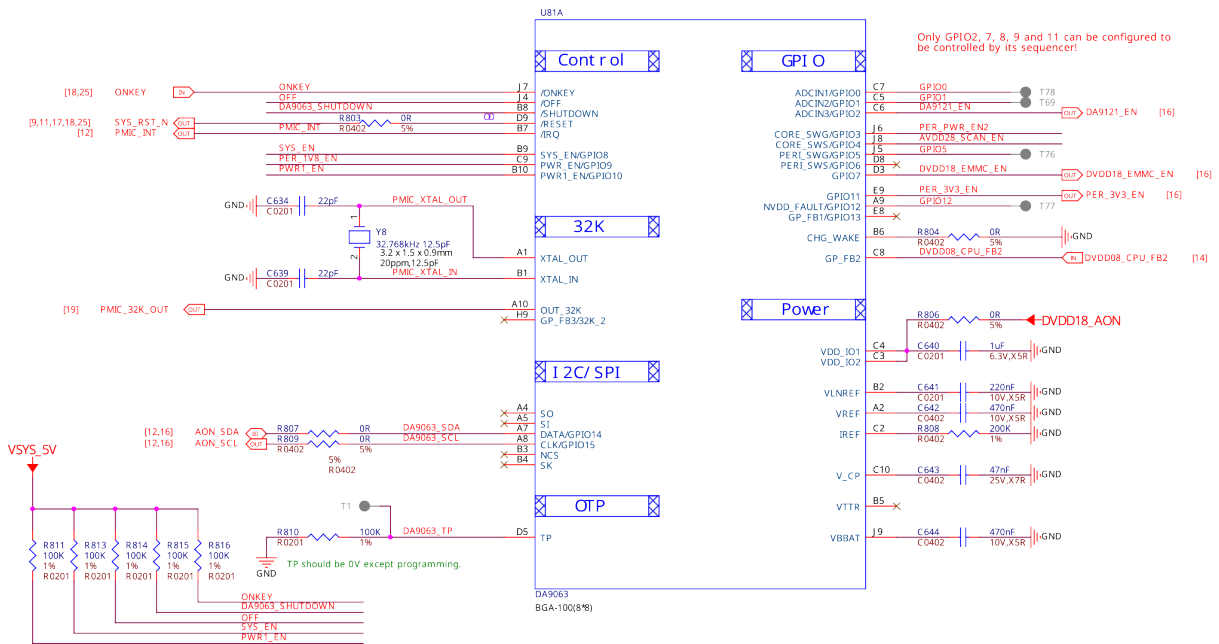 U81A
Only GPIO2, 7, 8, 9 and 11 can be configured to
be controlled by its sequencer!
Control
GPIO
[18,25] ONKEY IN ONKEY J7 /ONKEY
OFF J4 /OFF
DA9063_SHUTDOWN B8 /SHUTDOWN
[9,11,17,18,25] SYS_RST_N OUT R803 0R D9 /RESET
[12] PMIC_INT OUT PMIC_INT R0402 5% B7 /IRQ
SYS_EN B9 SYS_EN/GPIO8
PER_1V8_EN C9 PWR_EN/GPIO9
PWR1_EN B10 PWR1_EN/GPIO10
ADCIN1/GPIO0 C7 GPIO0 T78
ADCIN2/GPIO1 C5 GPIO1 T69
ADCIN3/GPIO2 C6 DA9121_EN OUT DA9121_EN [16]
CORE_SWG/GPIO3 J6 PER_PWR_EN2
CORE_SWS/GPIO4 J8 AVDD28_SCAN_EN
PERI_SWG/GPIO5 J5 GPIO5 T76
PERI_SWS/GPIO6 D8
GPIO7 D3 DVDD18_EMMC_EN OUT DVDD18_EMMC_EN [16]
GPIO11 E9 PER_3V3_EN OUT PER_3V3_EN [16]
NVDD_FAULT/GPIO12 A9 GPIO12 T77
GP_FB1/GPIO13 E8
CHG_WAKE B6 R804 0R GND
R0402 5%
GP_FB2 C8 DVDD08_CPU_FB2 IN DVDD08_CPU_FB2 [14]
GND C634 22pF PMIC_XTAL_OUT
C0201
32K
1
Y8
32.768kHz 12.5pF
3.2 x 1.5 x 0.9mm
20ppm,12.5pF
2
A1 XTAL_OUT
GND C639 22pF PMIC_XTAL_IN B1 XTAL_IN
C0201
[19] PMIC_32K_OUT OUT A10 OUT_32K
H9 GP_FB3/32K_2
Power
R806 0R DVDD18_AON
R0402 5%
VDD_IO1 C4 C640 1uF GND
VDD_IO2 C3 C0201 6.3V,X5R
VLNREF B2 C641 220nF GND
C0201 10V,X5R
VREF A2 C642 470nF GND
C0402 10V,X5R
IREF C2 R808 200K GND
R0402 1%
V_CP C10 C643 47nF GND
C0402 25V,X7R
VTTR B5
VBBAT J9 C644 470nF GND
C0402 10V,X5R
I2C/SPI
A4 SO
A5 SI
[12,16] AON_SDA BI R807 0R DA9063_SDA A7 DATA/GPIO14
[12,16] AON_SCL OUT R809 0R DA9063_SCL A8 CLK/GPIO15
R0402 5%
B3 NCS
5%
B4 SK
R0402
OTP
T1
R810 100K DA9063_TP D5 TP
R0201 1%
GND
TP should be 0V except programming.
DA9063
BGA-100(8*8)
VSYS_5V
R811 R813 R814 R815 R816
100K 100K 100K 100K 100K
1% 1% 1% 1% 1%
R0201 R0201 R0201 R0201 R0201
ONKEY
DA9063_SHUTDOWN
OFF
SYS_EN
PWR1_EN